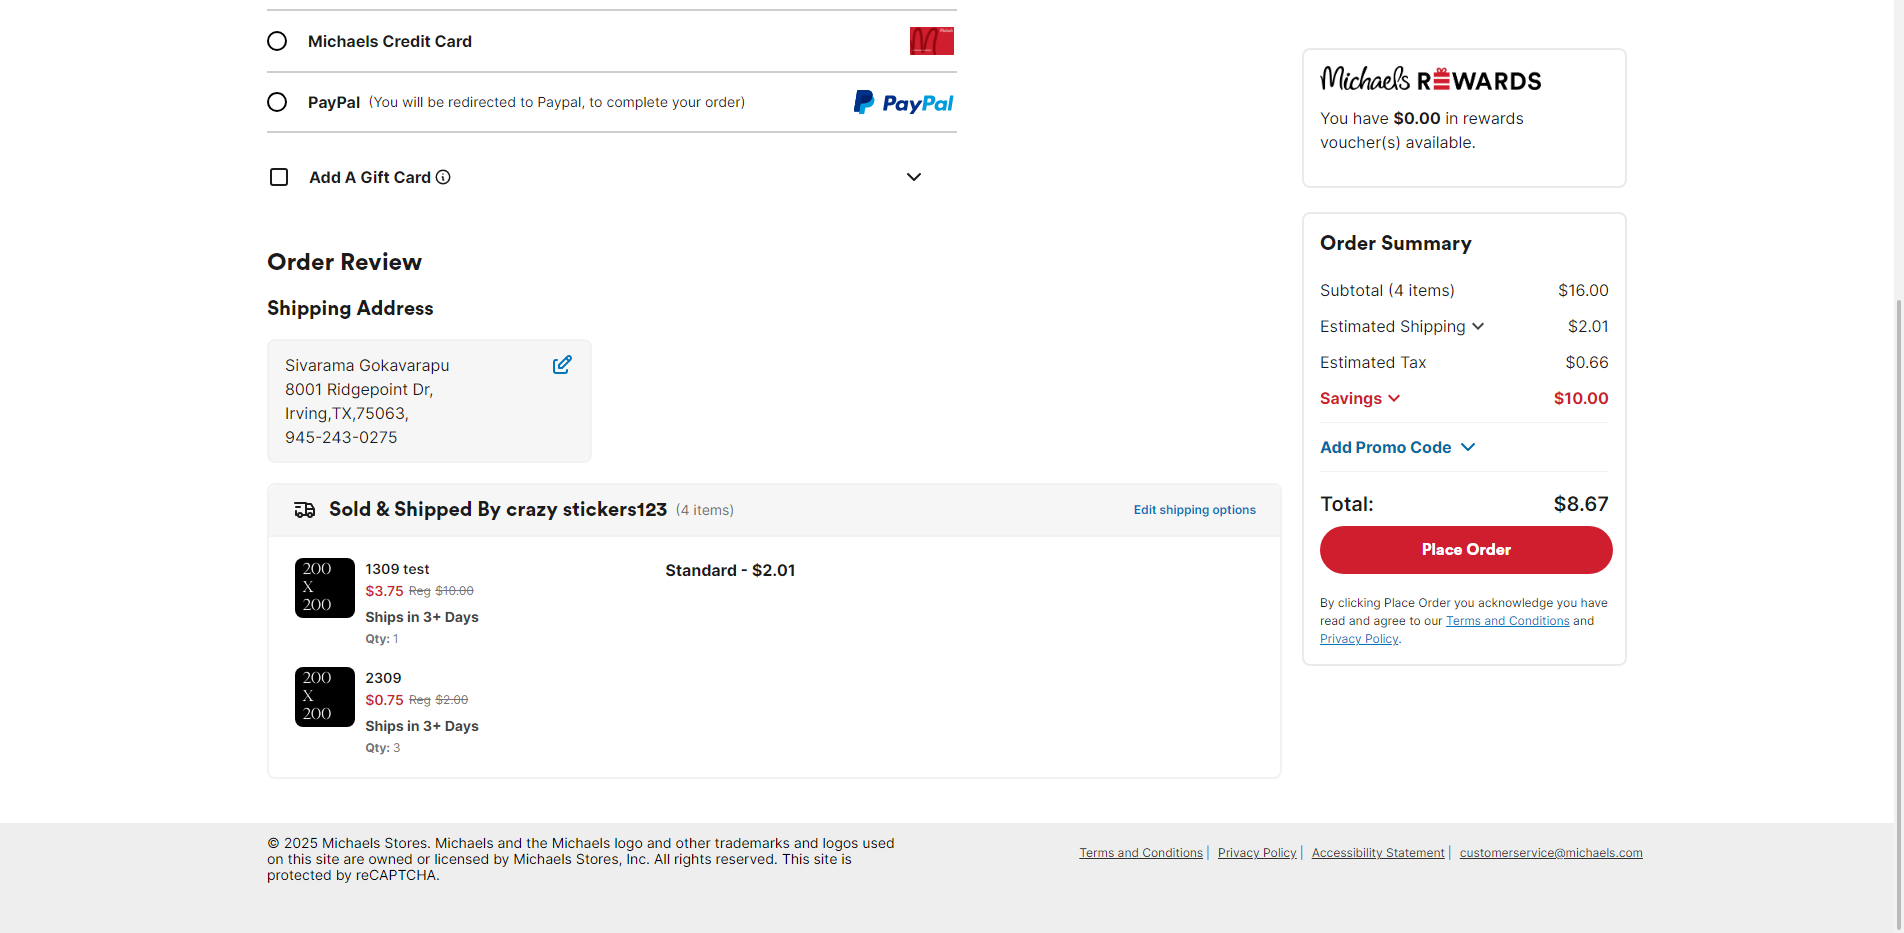 Michaels Credit Card
PayPal (You will be redirected to Paypal, to complete your order)
PayPal
Add A Gift Card
Order Review
Shipping Address
Sivarama Gokavarapu
8001 Ridgepoint Dr,
Irving,TX,75063,
945-243-0275
Sold & Shipped By crazy stickers123 (4 items)
Edit shipping options
200
X
200
1309 test
$3.75 Reg $10.00
Ships in 3+ Days
Qty: 1
Standard - $2.01
200
X
200
2309
$0.75 Reg $2.00
Ships in 3+ Days
Qty: 3
Michaels REWARDS
You have $0.00 in rewards
voucher(s) available.
Order Summary
Subtotal (4 items) $16.00
Estimated Shipping $2.01
Estimated Tax $0.66
Savings $10.00
Add Promo Code
Total: $8.67
Place Order
By clicking Place Order you acknowledge you have
read and agree to our Terms and Conditions and
Privacy Policy.
© 2025 Michaels Stores. Michaels and the Michaels logo and other trademarks and logos used
on this site are owned or licensed by Michaels Stores, Inc. All rights reserved. This site is
protected by reCAPTCHA.
Terms and Conditions | Privacy Policy | Accessibility Statement | customerservice@michaels.com